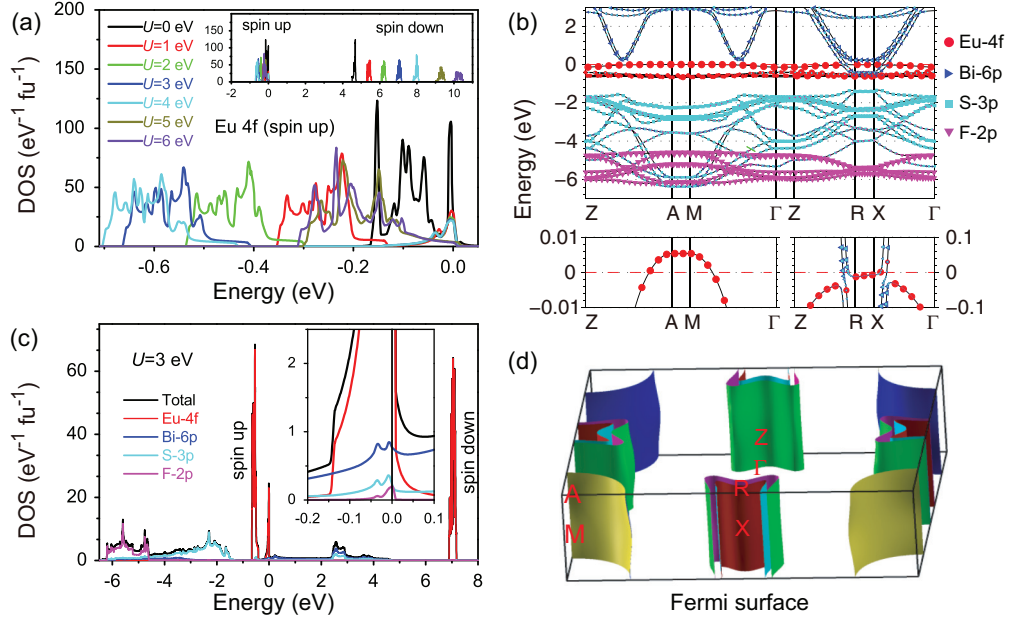 (a)
200
150
100
50
0
DOS (eV⁻¹ fu⁻¹)
U=0 eV
U=1 eV
U=2 eV
U=3 eV
U=4 eV
U=5 eV
U=6 eV
spin up
spin down
150
100
50
0
-2 0 2 4 6 8 10
Eu 4f (spin up)
-0.6 -0.4 -0.2 0.0
Energy (eV)
(b)
2
0
−2
−4
−6
Energy (eV)
Eu-4f
Bi-6p
S-3p
F-2p
Z A M Γ Z R X Γ
0.01
0
−0.01
Z A M Γ
0.1
0
−0.1
Z R X Γ
(c)
60
40
20
0
DOS (eV⁻¹ fu⁻¹)
U=3 eV
Total
Eu-4f
Bi-6p
S-3p
F-2p
spin up
spin down
2
1
0
-0.2 -0.1 0.0 0.1
-6 -4 -2 0 2 4 6 8
Energy (eV)
(d)
Z
Γ
A
R
M
X
Fermi surface